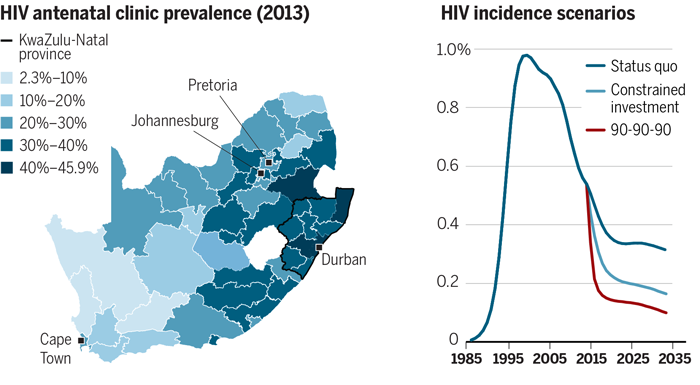 HIV antenatal clinic prevalence (2013)
KwaZulu-Natal
province
2.3%–10%
10%–20%
20%–30%
30%–40%
40%–45.9%
Pretoria
Johannesburg
Durban
Cape
Town
HIV incidence scenarios
1.0%
0.8
0.6
0.4
0.2
0
Status quo
Constrained
investment
90-90-90
1985 1995 2005 2015 2025 2035